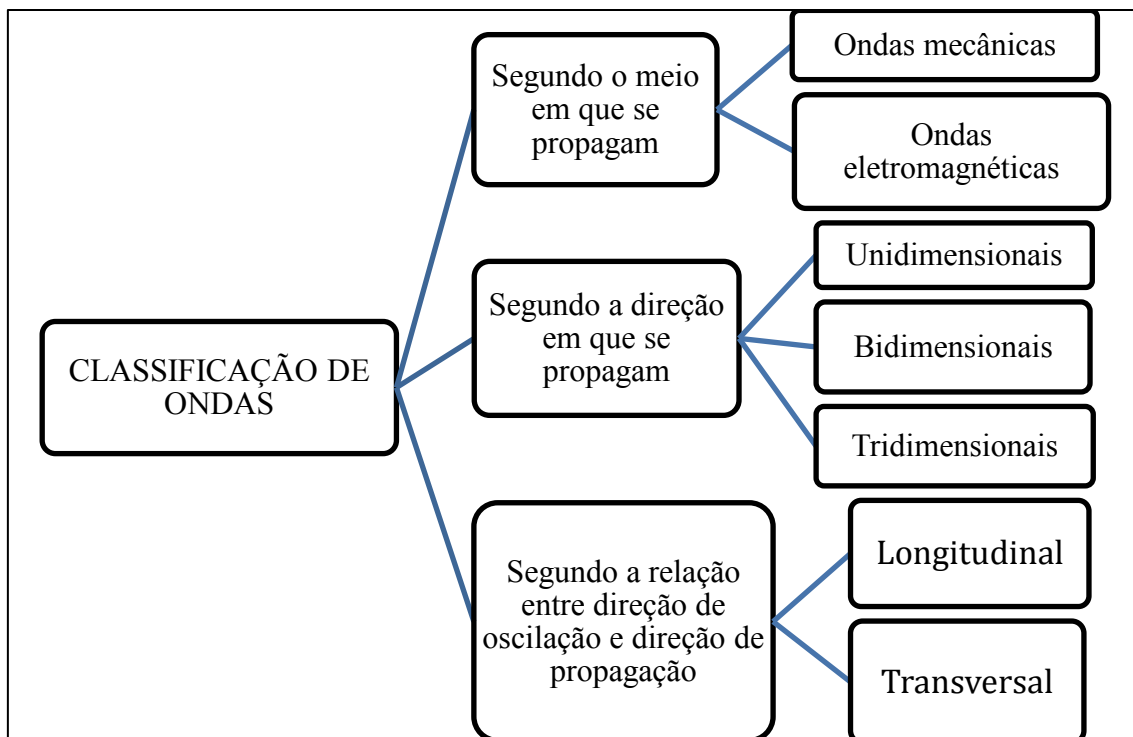 CLASSIFICAÇÃO DE
ONDAS
Segundo o meio
em que se
propagam
Ondas mecânicas
Ondas
eletromagnéticas
Segundo a direção
em que se
propagam
Unidimensionais
Bidimensionais
Tridimensionais
Segundo a relação
entre direção de
oscilação e direção de
propagação
Longitudinal
Transversal